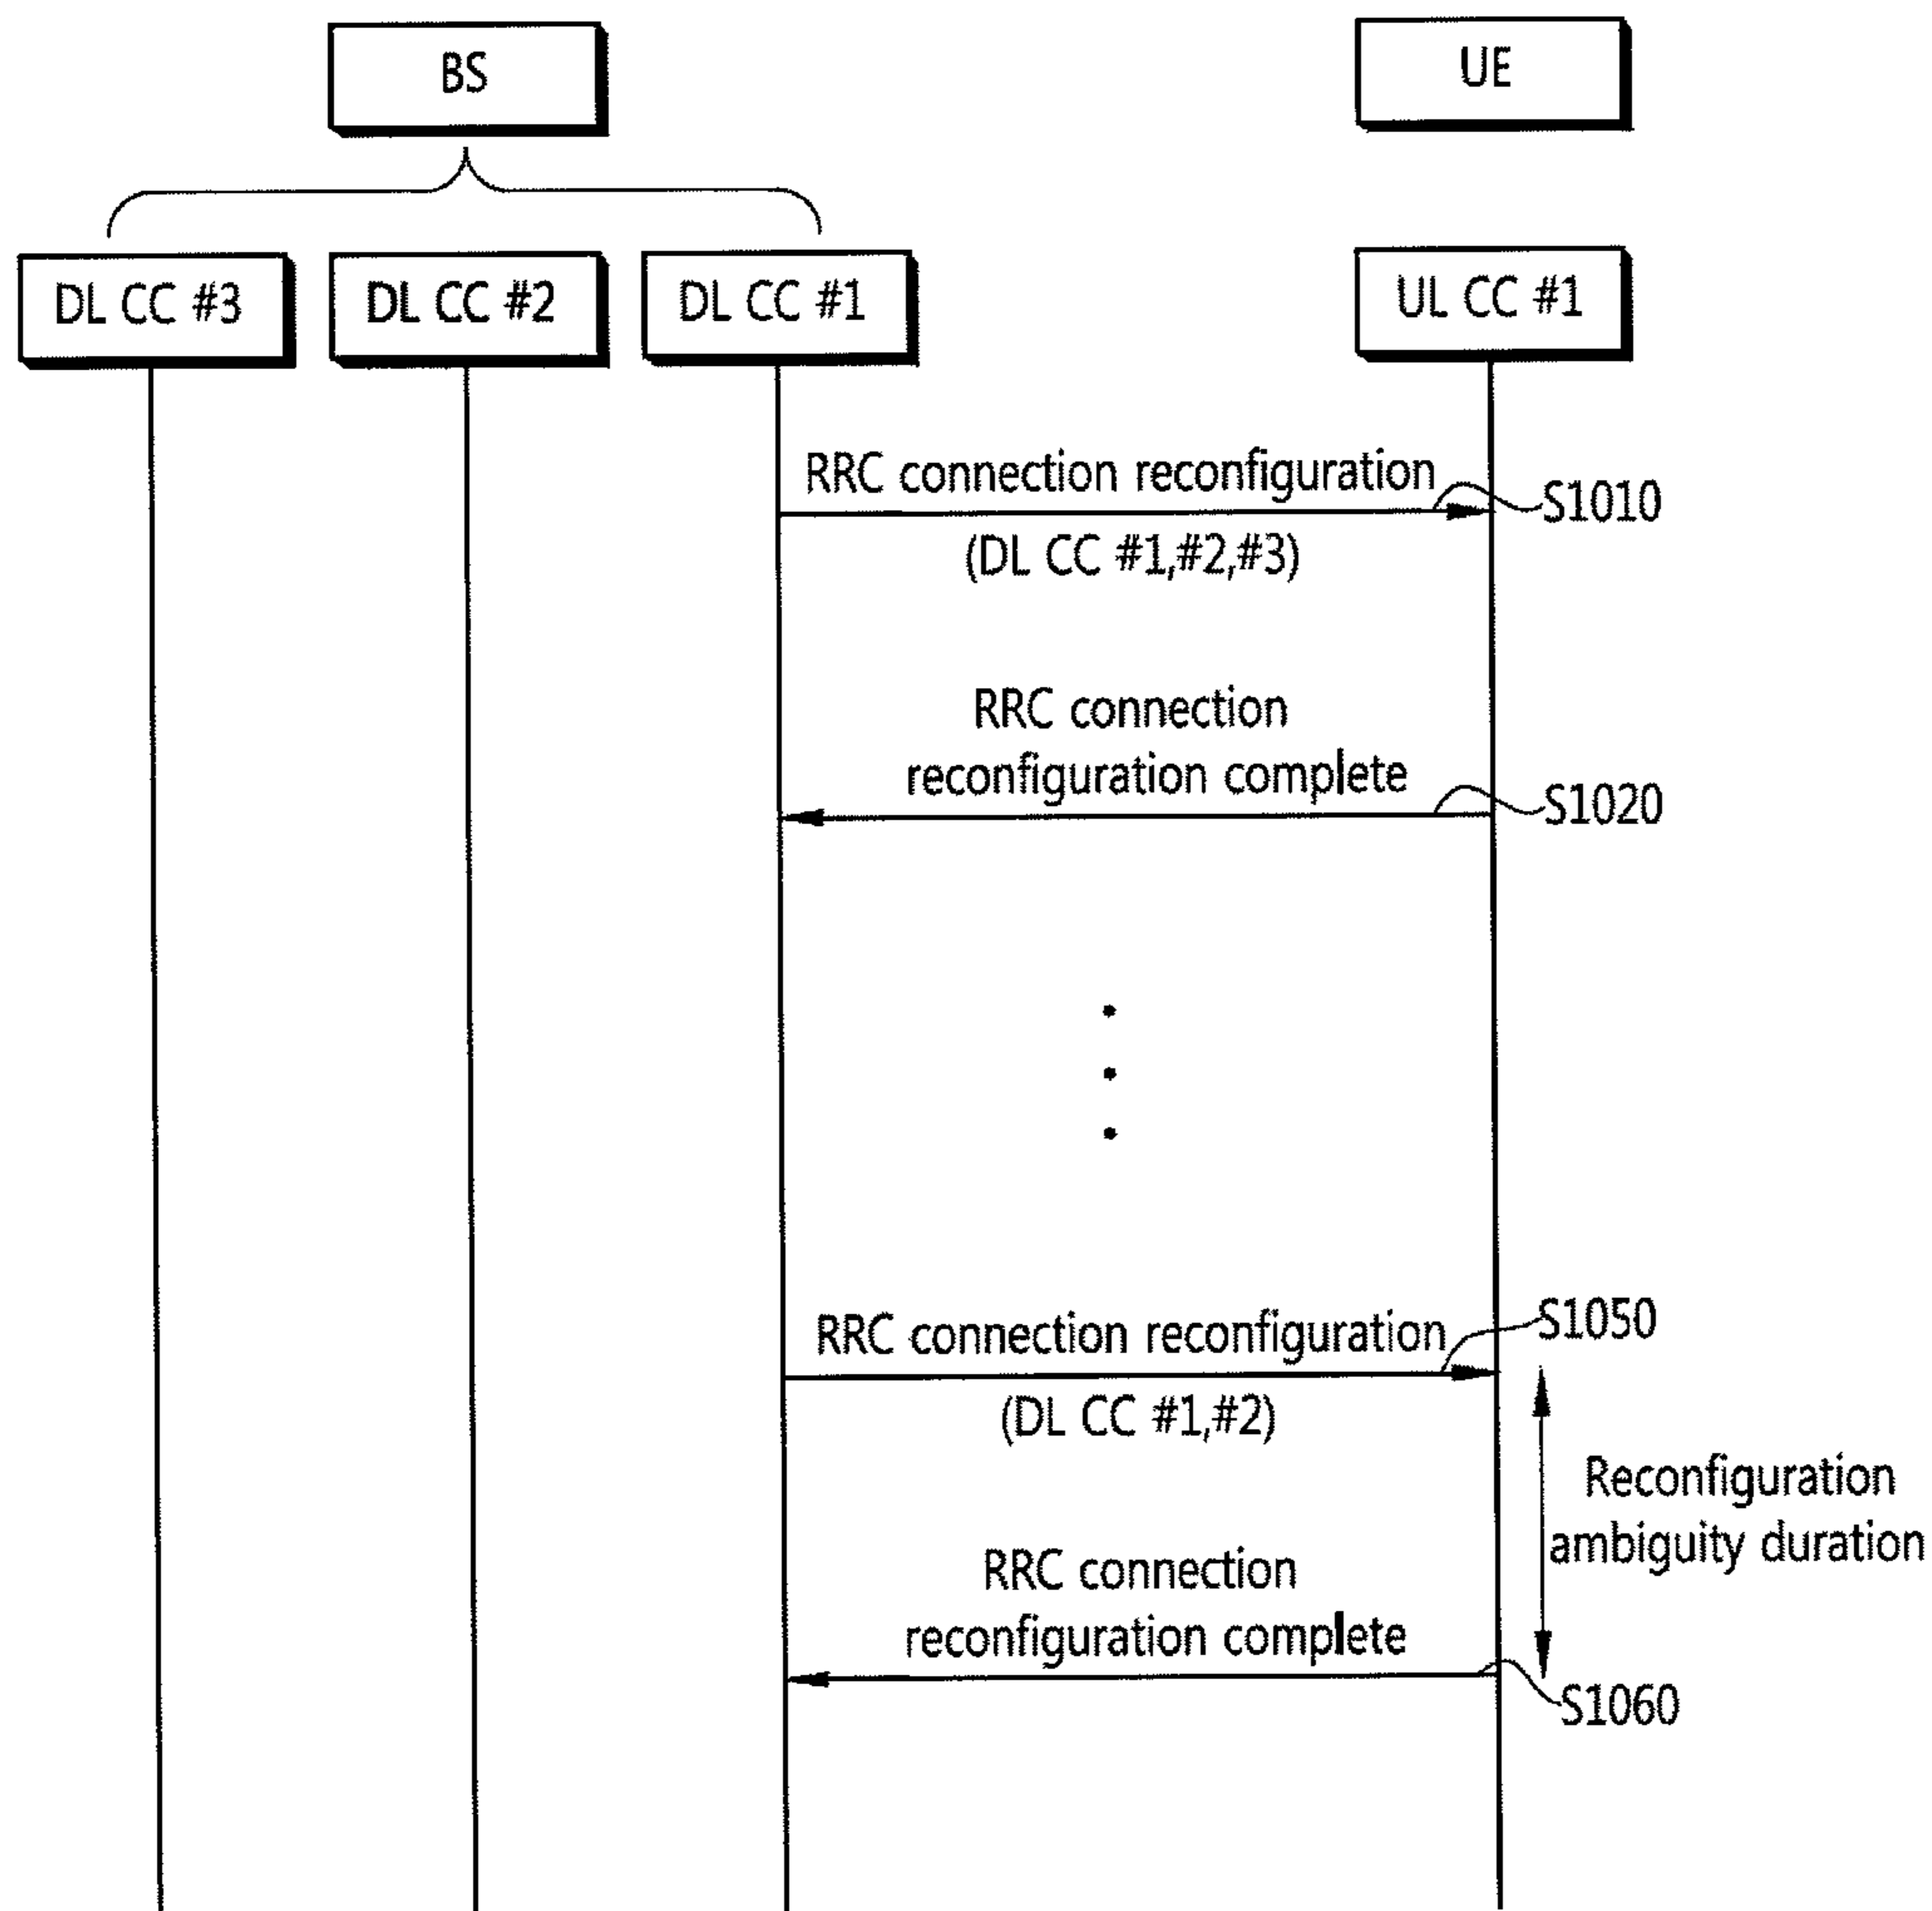 BS
UE
DL CC #3
DL CC #2
DL CC #1
UL CC #1
RRC connection reconfiguration
S1010
(DL CC #1,#2,#3)
RRC connection
reconfiguration complete
S1020
S1050
RRC connection reconfiguration
(DL CC #1,#2)
Reconfiguration
ambiguity duration
RRC connection
reconfiguration complete
S1060